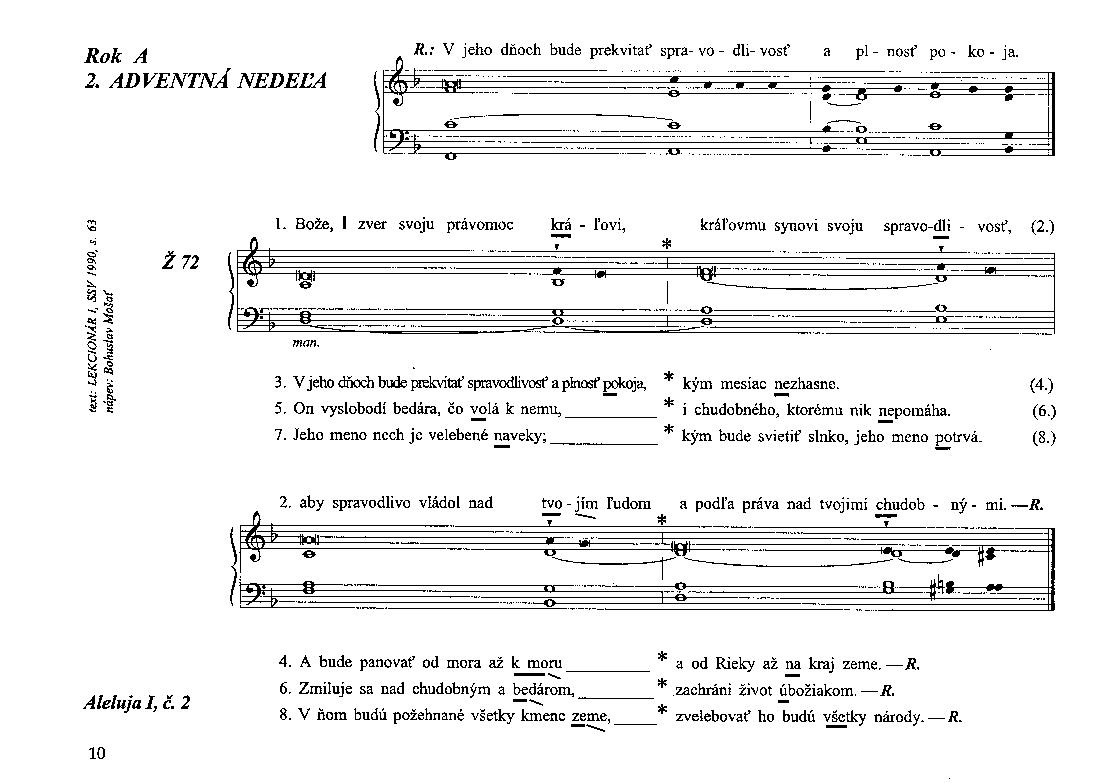 Rok A
2. ADVENTNÁ NEDEĽA
R.: V jeho dňoch bude prekvitať spra- vo - dli- vosť a pl - nosť po - ko - ja.
text: LEKCIONÁR I, SSV 1990, s. 63
nápev: Bohuslav Mošať
Ž 72
1. Bože, I zver svoju právomoc krá - ľovi, kráľovmu synovi svoju spravo-dli - vosť, (2.)
*
man.
3. V jeho dňoch bude prekvitať spravodlivosť a plnosť pokoja, * kým mesiac nezhasne. (4.)
5. On vyslobodí bedára, čo volá k nemu, * i chudobného, ktorému nik nepomáha. (6.)
7. Jeho meno nech je velebené naveky; * kým bude svietiť slnko, jeho meno potrvá. (8.)
2. aby spravodlivo vládol nad tvo - jím ľudom a podľa práva nad tvojimi chudob - ný - mi. — R.
*
4. A bude panovať od mora až k moru * a od Rieky až na kraj zeme. — R.
6. Zmiluje sa nad chudobným a bedárom, * zachráni život úbožiakom. — R.
8. V ňom budú požehnané všetky kmene zeme, * zvelebovať ho budú všetky národy. — R.
Aleluja I, č. 2
10